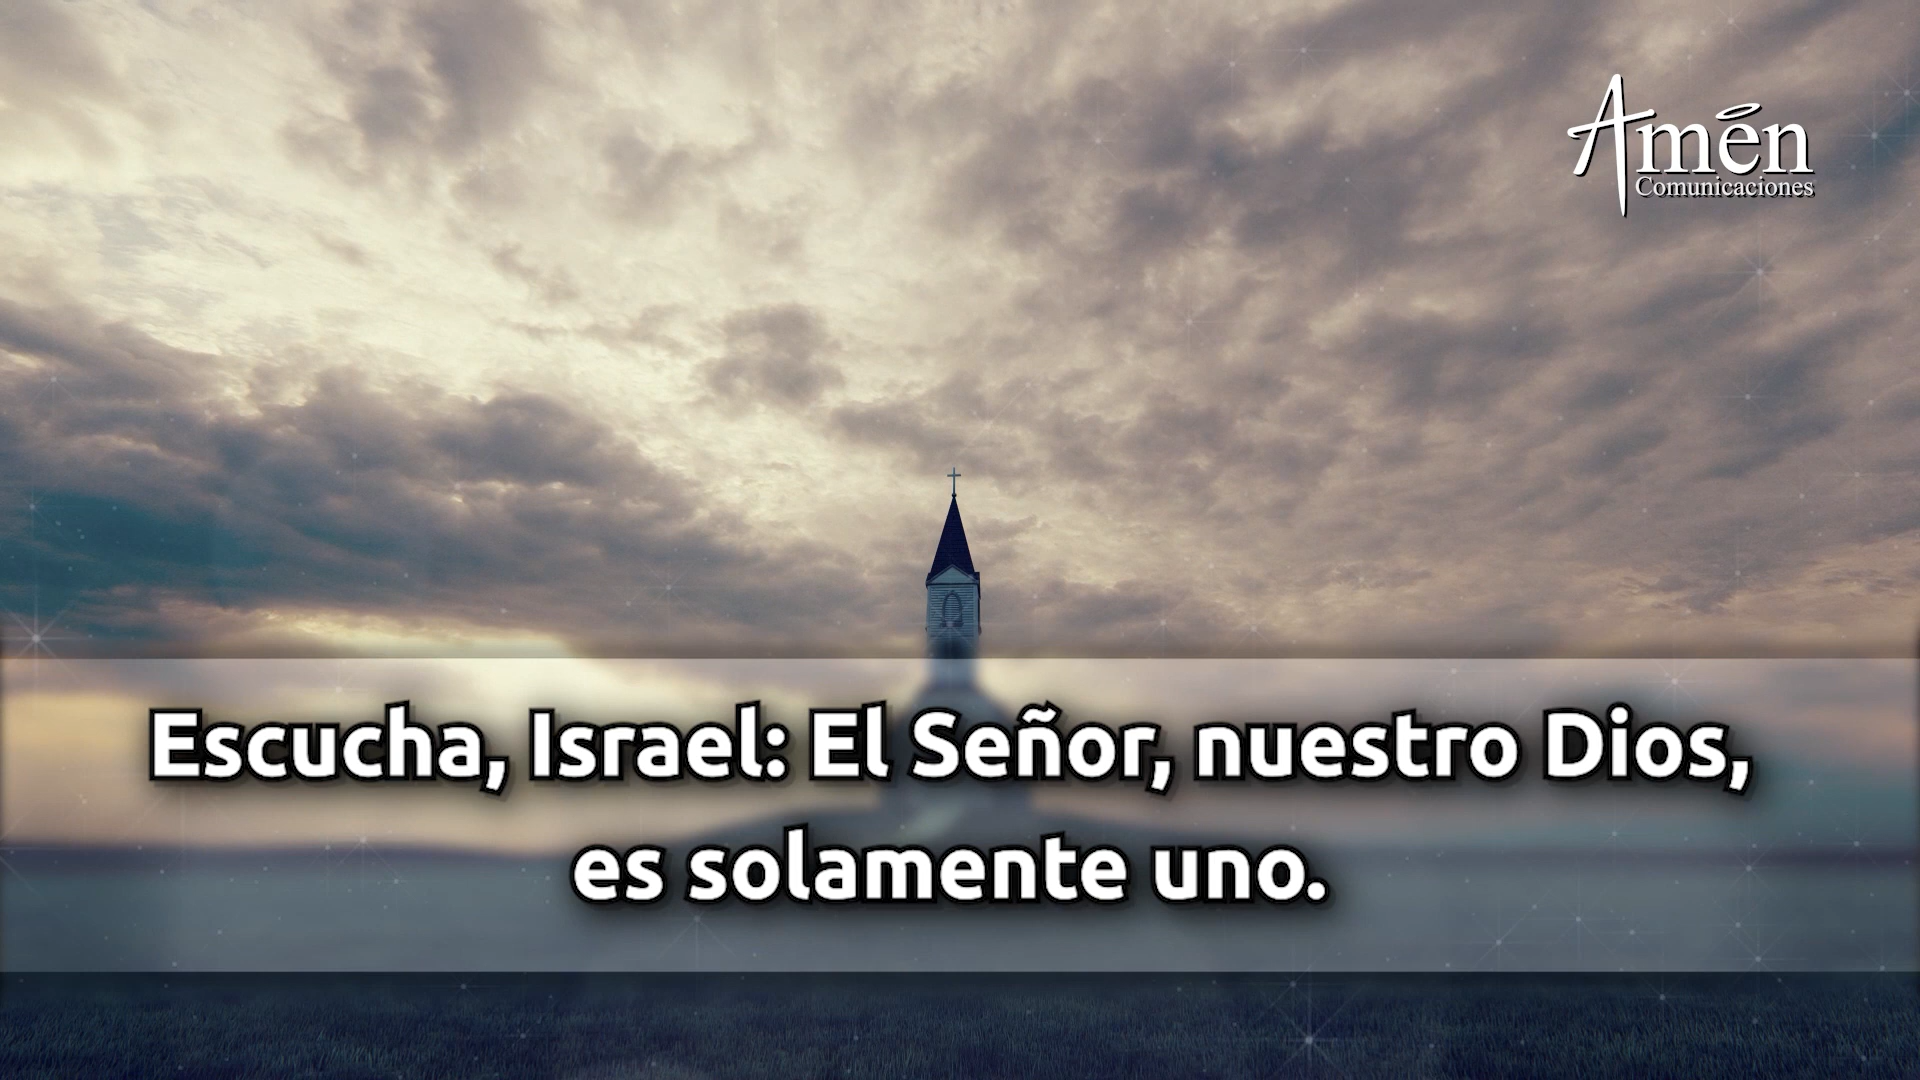 Amén
Comunicaciones
Escucha, Israel: El Señor, nuestro Dios,
es solamente uno.